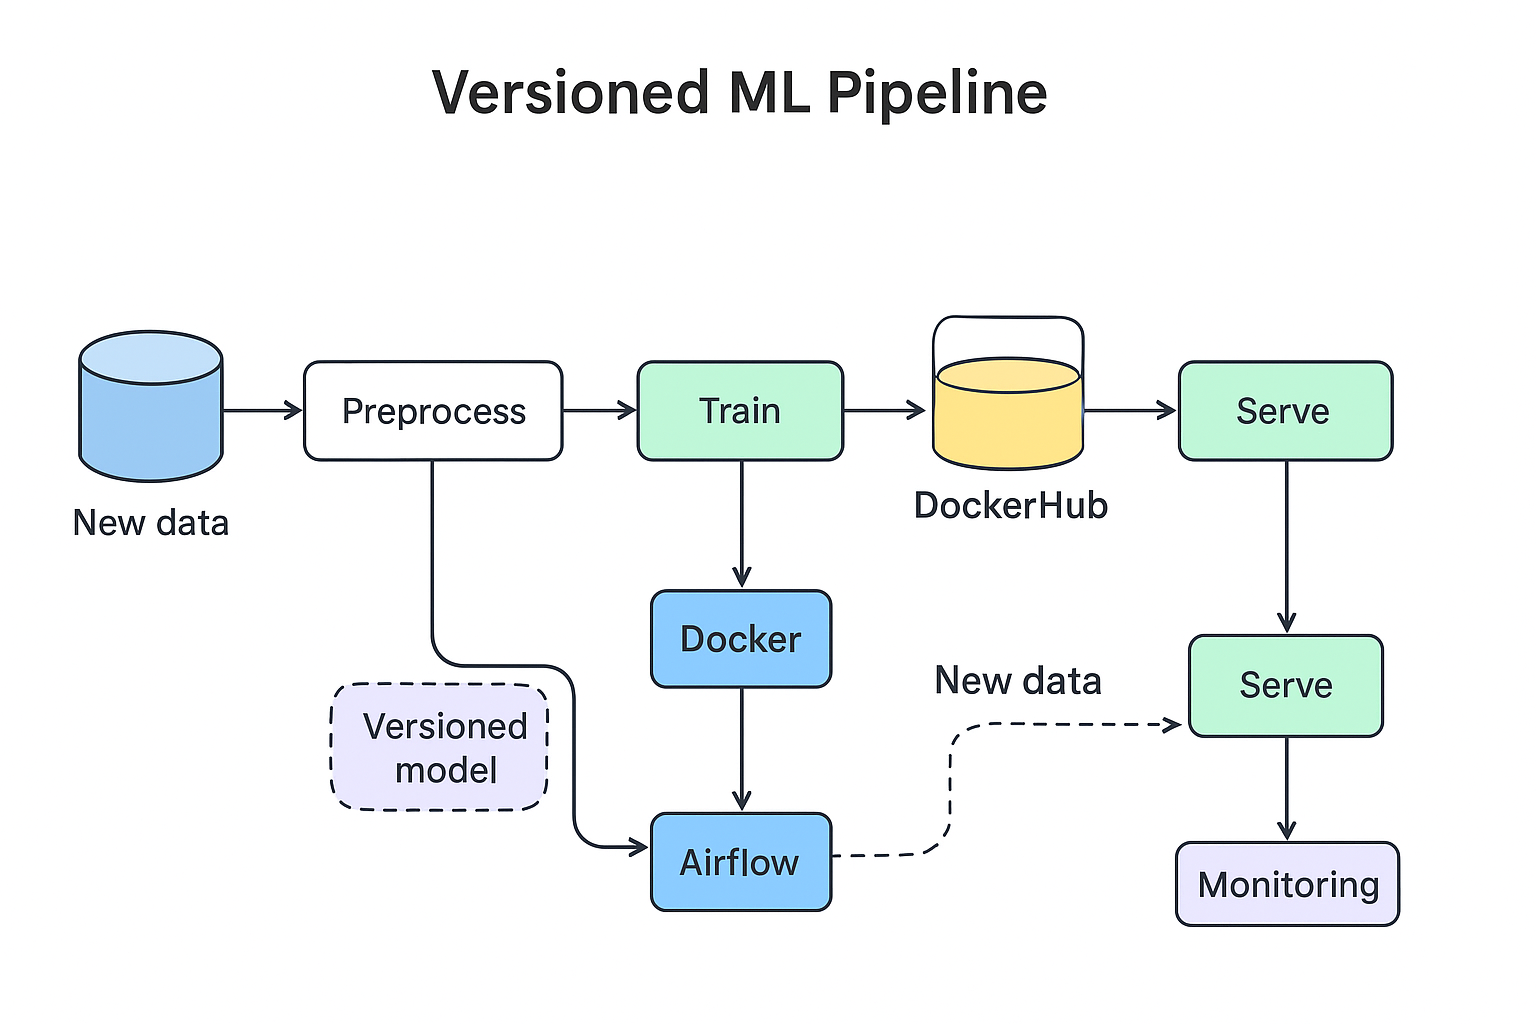 Versioned ML Pipeline
Preprocess
Train
Serve
New data
DockerHub
Docker
New data
Serve
Versioned
model
Airflow
Monitoring